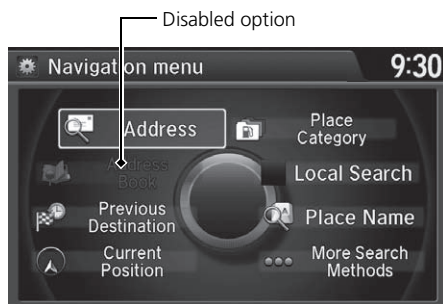 Disabled option
Navigation menu
9:30
Address
Place
Category
Address
Book
Local Search
Previous
Destination
Place Name
Current
Position
More Search
Methods